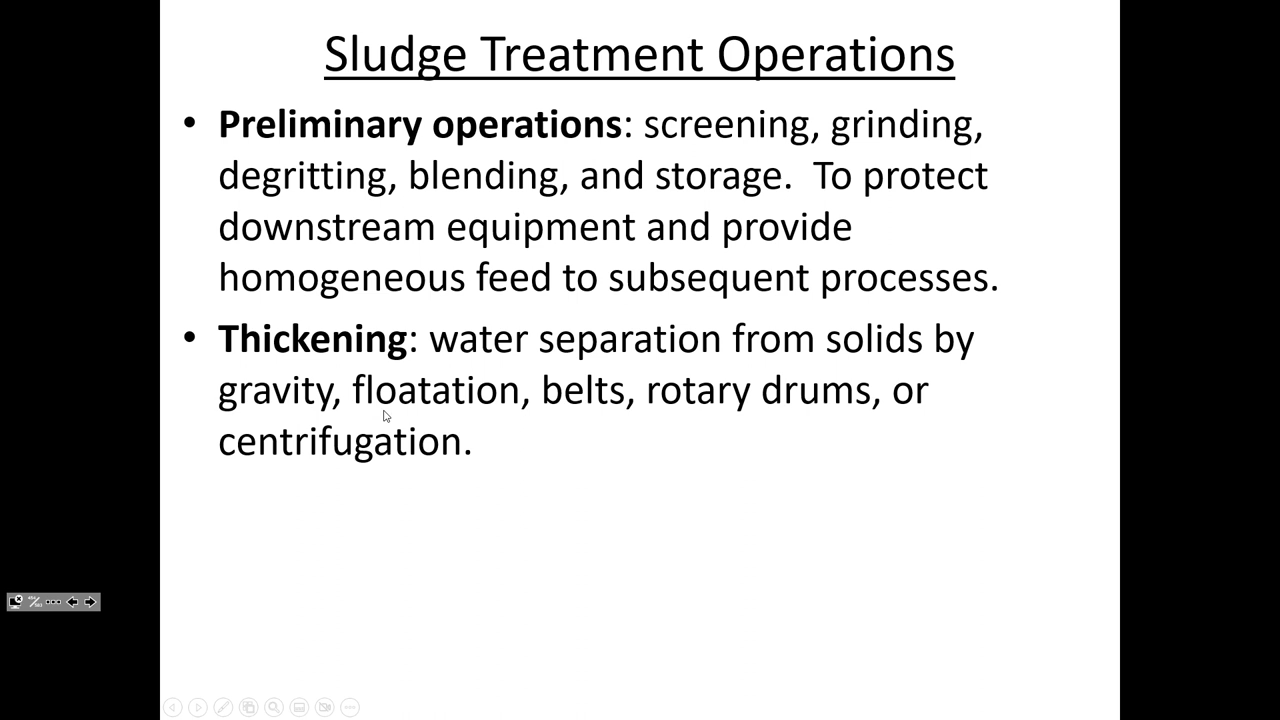 Sludge Treatment Operations
• Preliminary operations: screening, grinding,
degritting, blending, and storage.  To protect
downstream equipment and provide
homogeneous feed to subsequent processes.
• Thickening: water separation from solids by
gravity, floatation, belts, rotary drums, or
centrifugation.